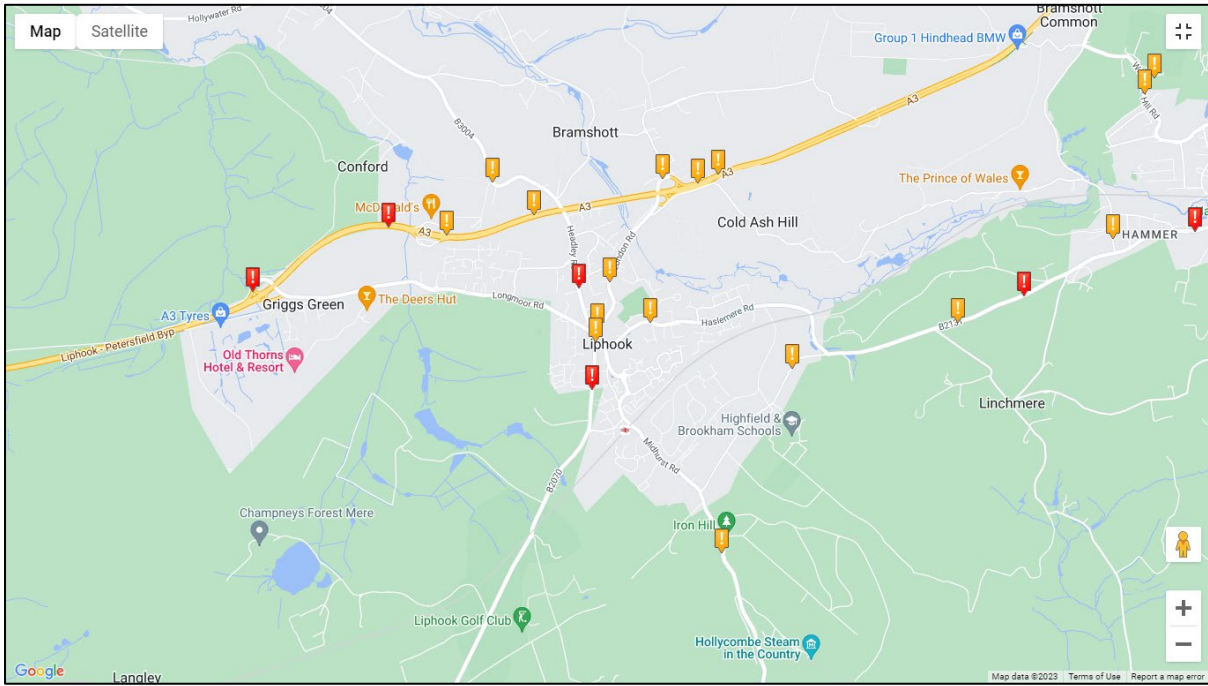 Map
Satellite
Hollywater Rd
B3004
Bramshott
Common
Group 1 Hindhead BMW
Hill Rd
A3
B3004
Bramshott
Conford
The Prince of Wales
McDonald's
A3
A3
A3
Cold Ash Hill
HAMMER
Headley
London Rd
Griggs Green
The Deers Hut
Longmoor Rd
Haslemere Rd
A3 Tyres
B2131
Liphook - Petersfield Byp
Liphook
Old Thorns
Hotel & Resort
Linchmere
Highfield &
Brookham Schools
Midhurst Rd
B2070
Champneys Forest Mere
Iron Hill
Liphook Golf Club
Hollycombe Steam
in the Country
Google
Langley
Map data ©2023
Terms of Use
Report a map error